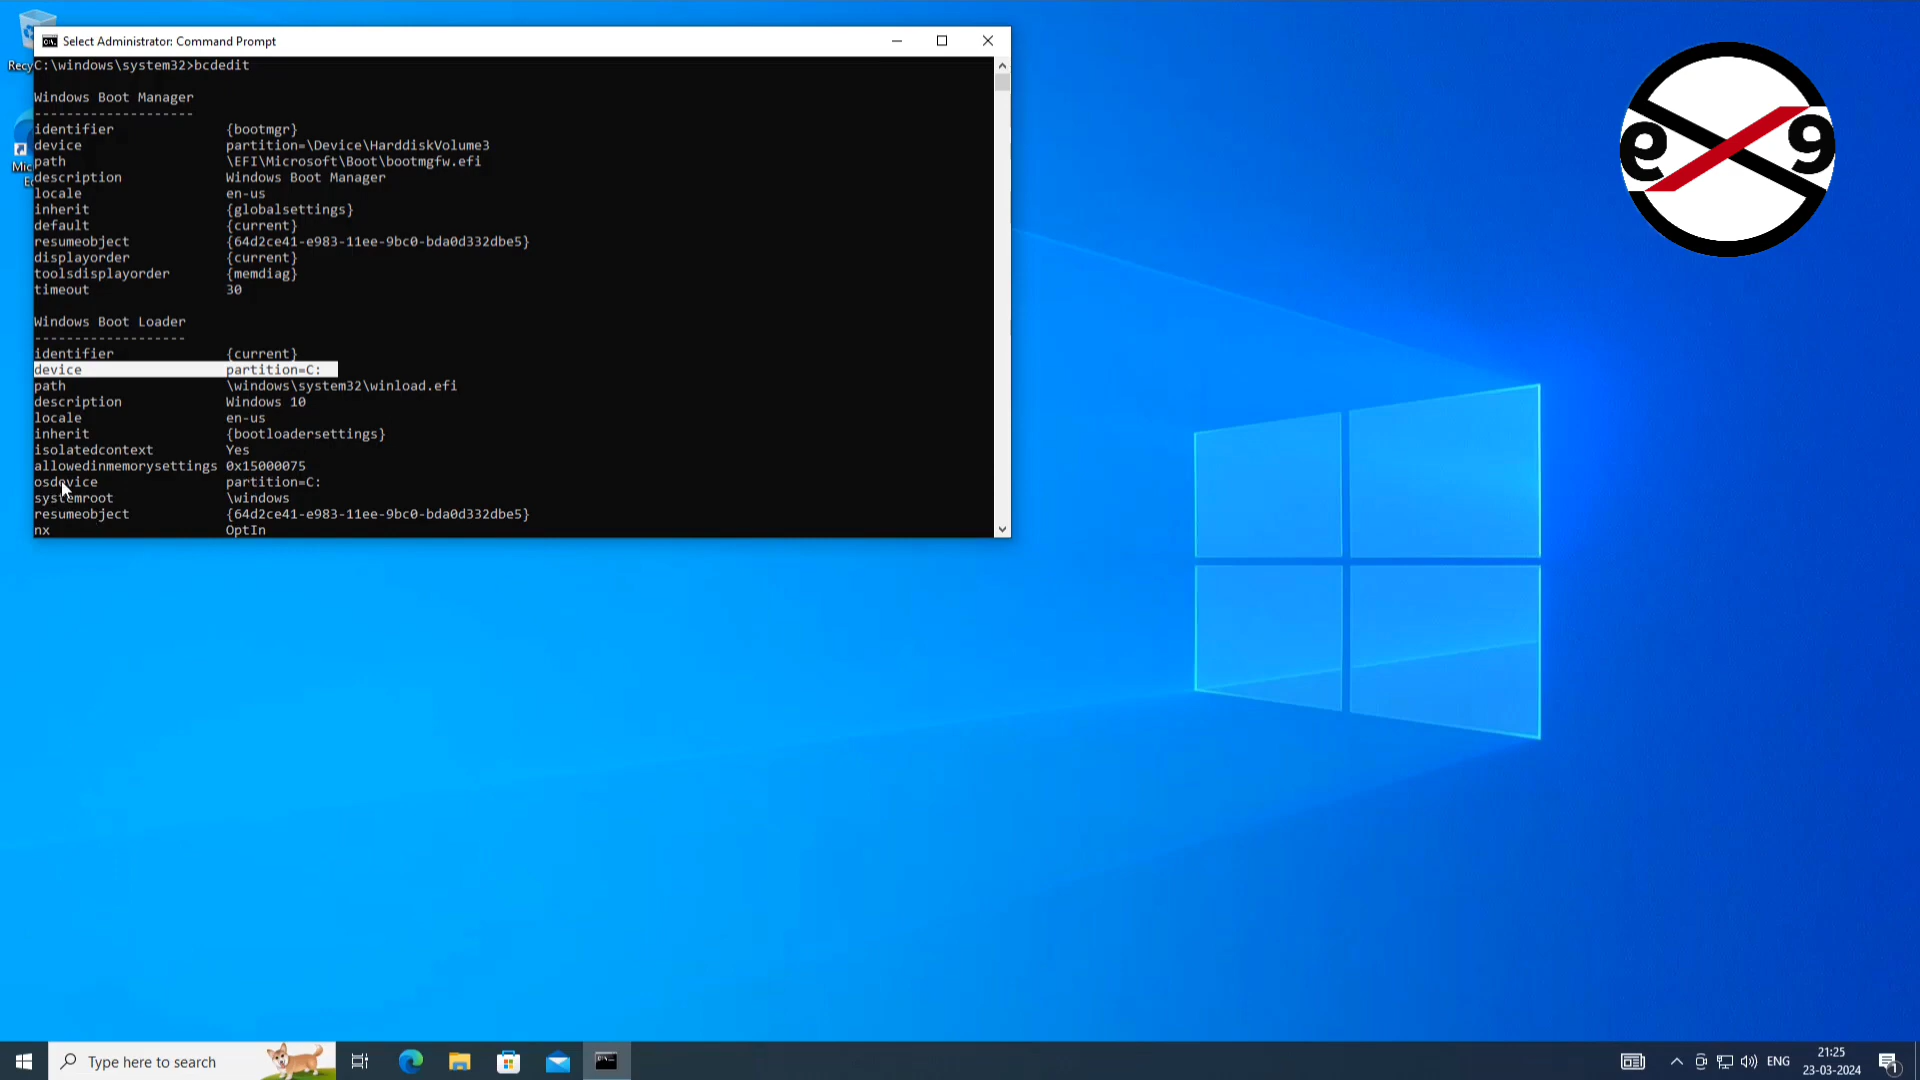 Select Administrator: Command Prompt
Recy
C:\windows\system32>bcdedit
Windows Boot Manager
--------------------
identifier {bootmgr}
device partition=\Device\HarddiskVolume3
path \EFI\Microsoft\Boot\bootmgfw.efi
description Windows Boot Manager
locale en-us
inherit {globalsettings}
default {current}
resumeobject {64d2ce41-e983-11ee-9bc0-bda0d332dbe5}
displayorder {current}
toolsdisplayorder {memdiag}
timeout 30
Windows Boot Loader
-------------------
identifier {current}
device partition=C:
path \windows\system32\winload.efi
description Windows 10
locale en-us
inherit {bootloadersettings}
isolatedcontext Yes
allowedinmemorysettings 0x15000075
osdevice partition=C:
systemroot \windows
resumeobject {64d2ce41-e983-11ee-9bc0-bda0d332dbe5}
nx OptIn
Mic
E
e 9
Type here to search
ENG
21:25
23-03-2024
1